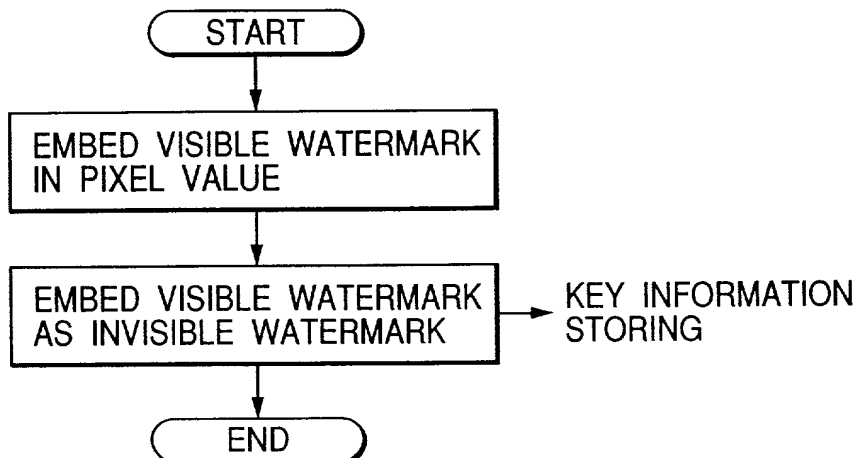 START
EMBED VISIBLE WATERMARK
IN PIXEL VALUE
EMBED VISIBLE WATERMARK
AS INVISIBLE WATERMARK
KEY INFORMATION
STORING
END